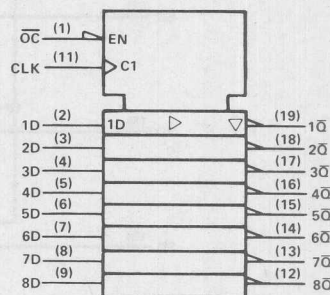 O̅C̅ (1) EN
CLK (11) C1
1D (2) 1D (19) 1Q̅
2D (3) (18) 2Q̅
3D (4) (17) 3Q̅
4D (5) (16) 4Q̅
5D (6) (15) 5Q̅
6D (7) (14) 6Q̅
7D (8) (13) 7Q̅
8D (9) (12) 8Q̅